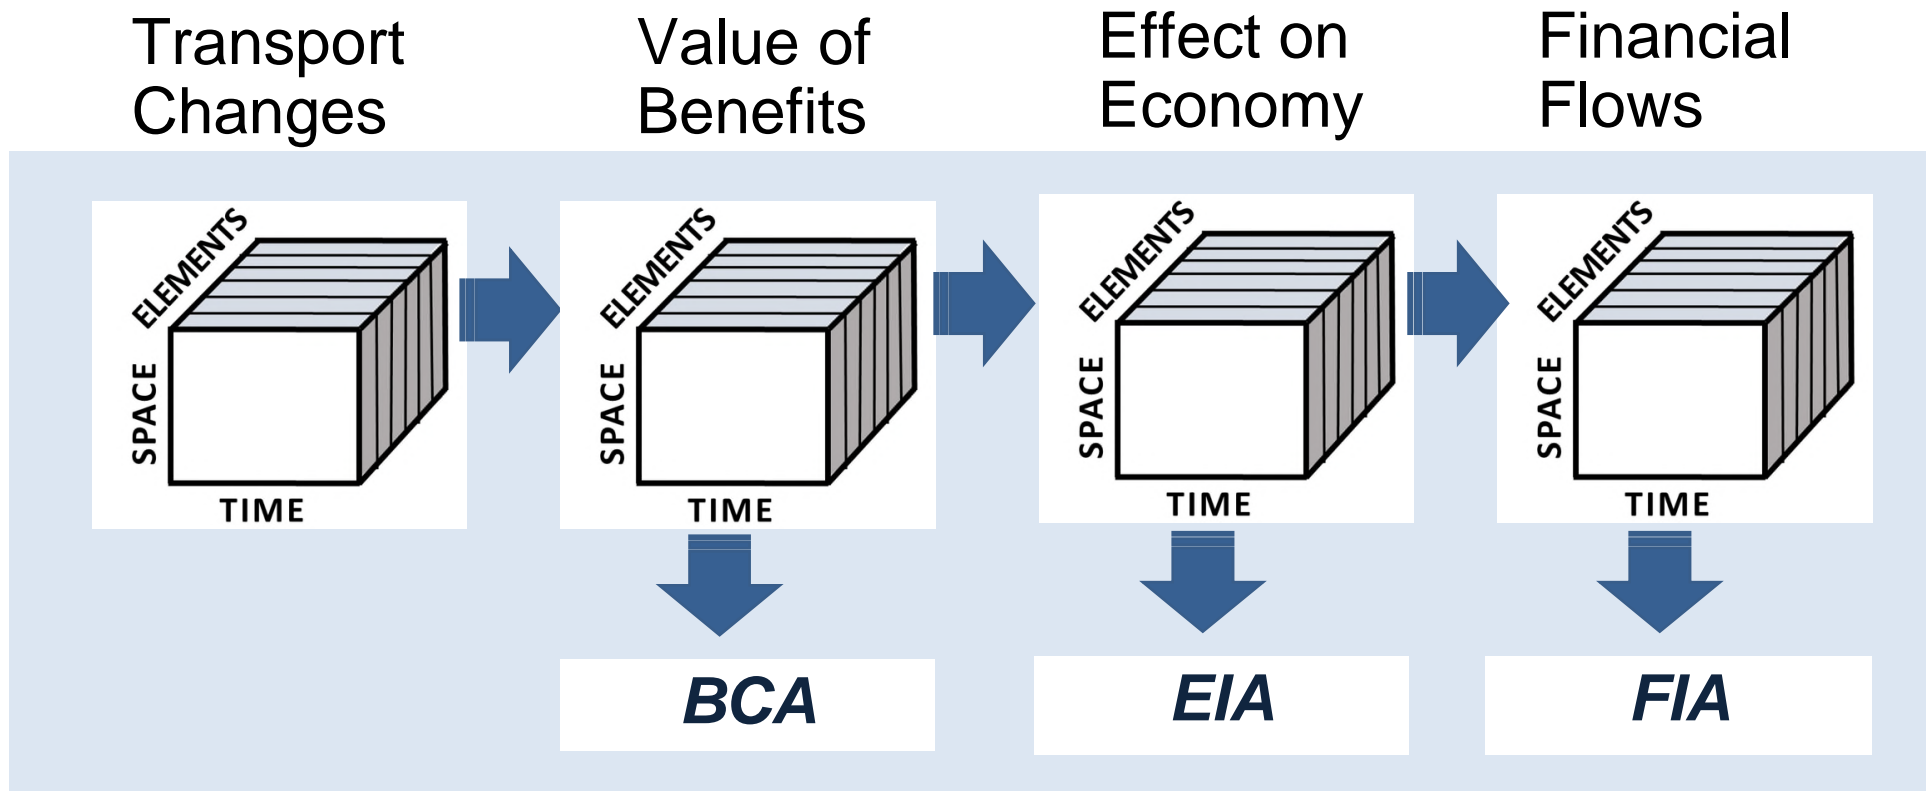 Transport
Changes
Value of
Benefits
Effect on
Economy
Financial
Flows
ELEMENTS
SPACE
TIME
ELEMENTS
SPACE
TIME
ELEMENTS
SPACE
TIME
ELEMENTS
SPACE
TIME
BCA
EIA
FIA